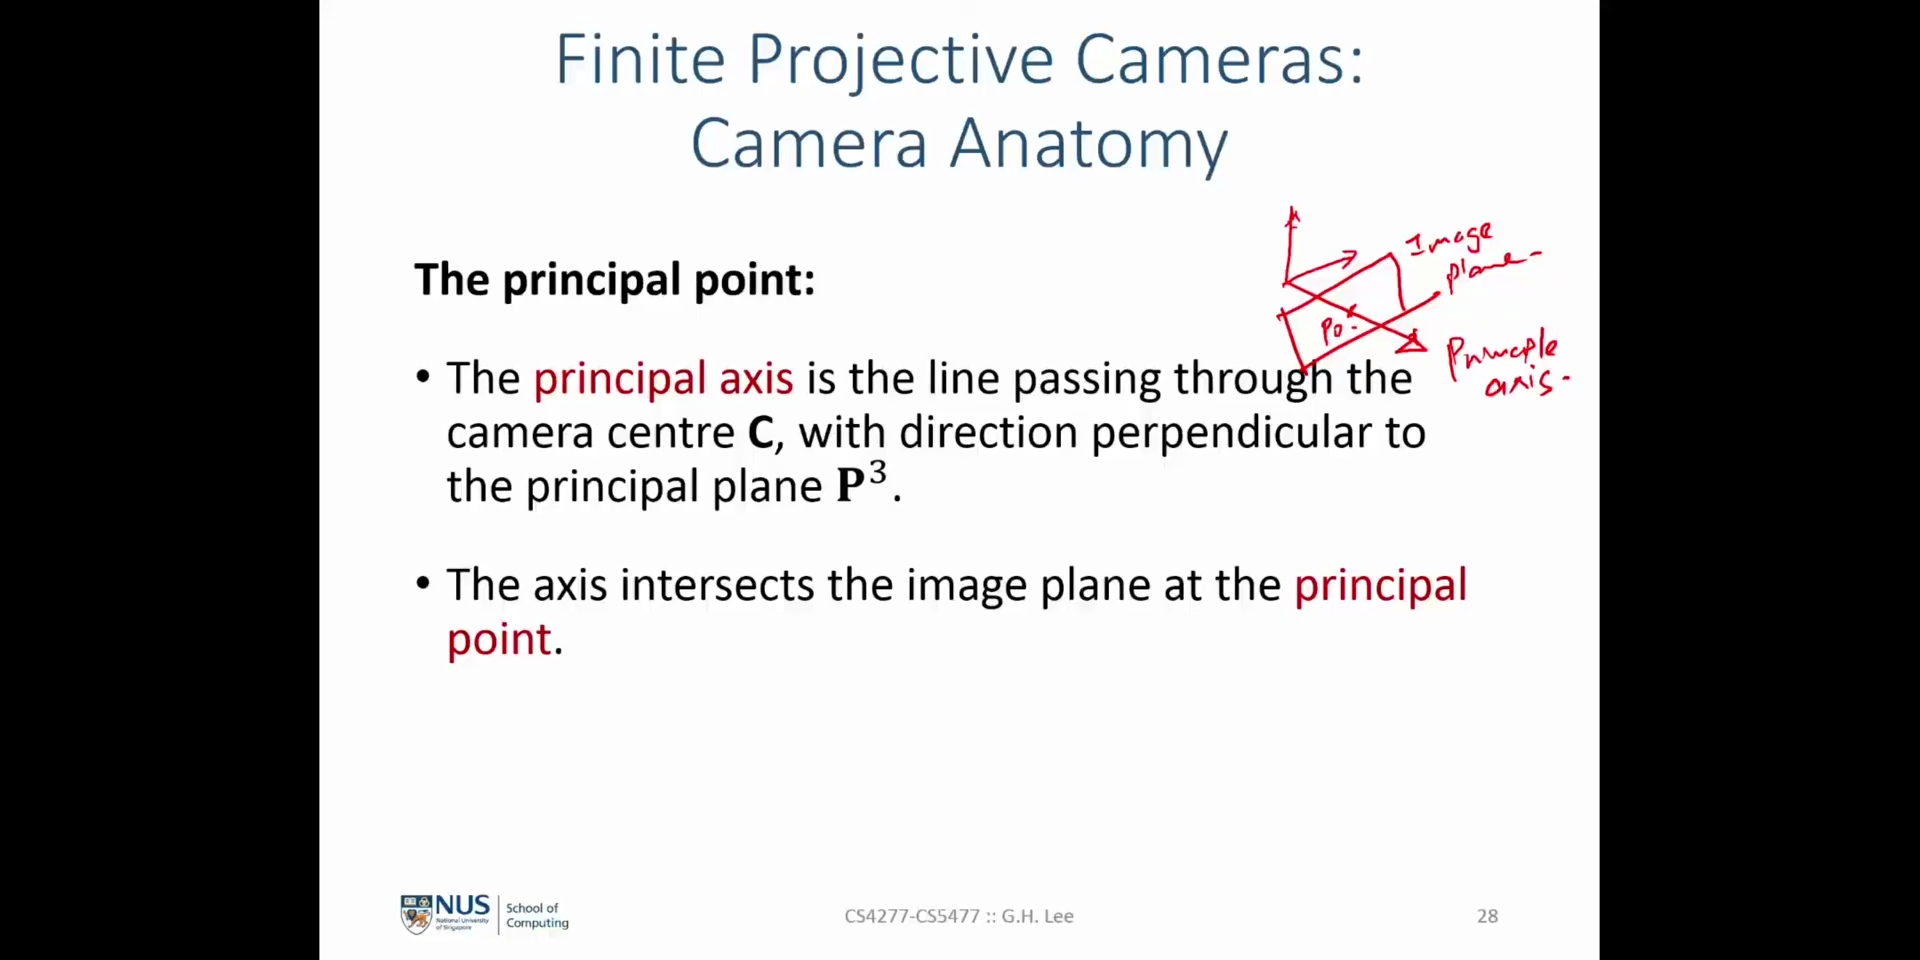 Finite Projective Cameras:
Camera Anatomy
Image
plane
The principal point:
Po
Principle
axis
• The principal axis is the line passing through the
camera centre C, with direction perpendicular to
the principal plane P³.
• The axis intersects the image plane at the principal
point.
NUS
National University
of Singapore
School of
Computing
CS4277-CS5477 :: G.H. Lee
28